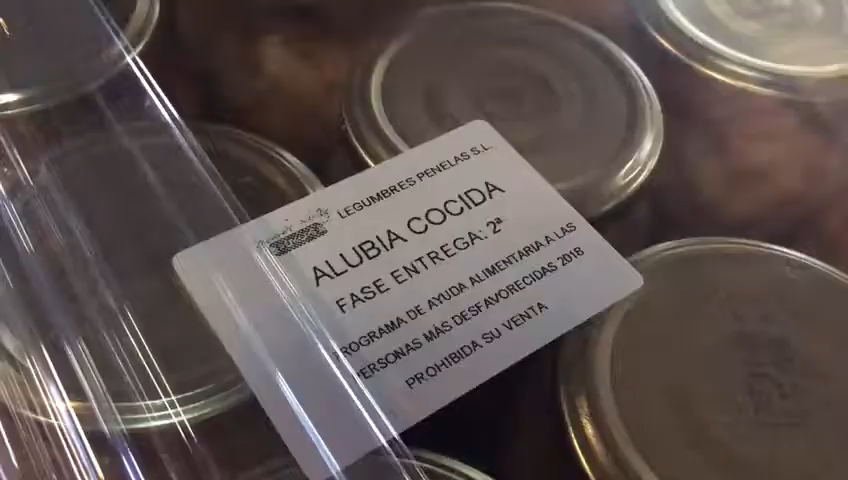 LEGUMBRES PENELAS S.L.
ALUBIA COCIDA
FASE ENTREGA: 2ª
PROGRAMA DE AYUDA ALIMENTARIA A LAS
PERSONAS MÁS DESFAVORECIDAS 2018
PROHIBIDA SU VENTA